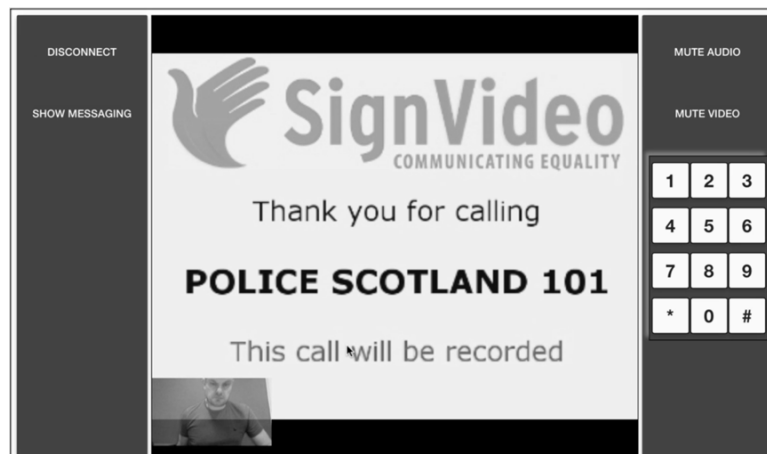 DISCONNECT
SHOW MESSAGING
SignVideo
COMMUNICATING EQUALITY
Thank you for calling
POLICE SCOTLAND 101
This call will be recorded
MUTE AUDIO
MUTE VIDEO
1 2 3
4 5 6
7 8 9
* 0 #